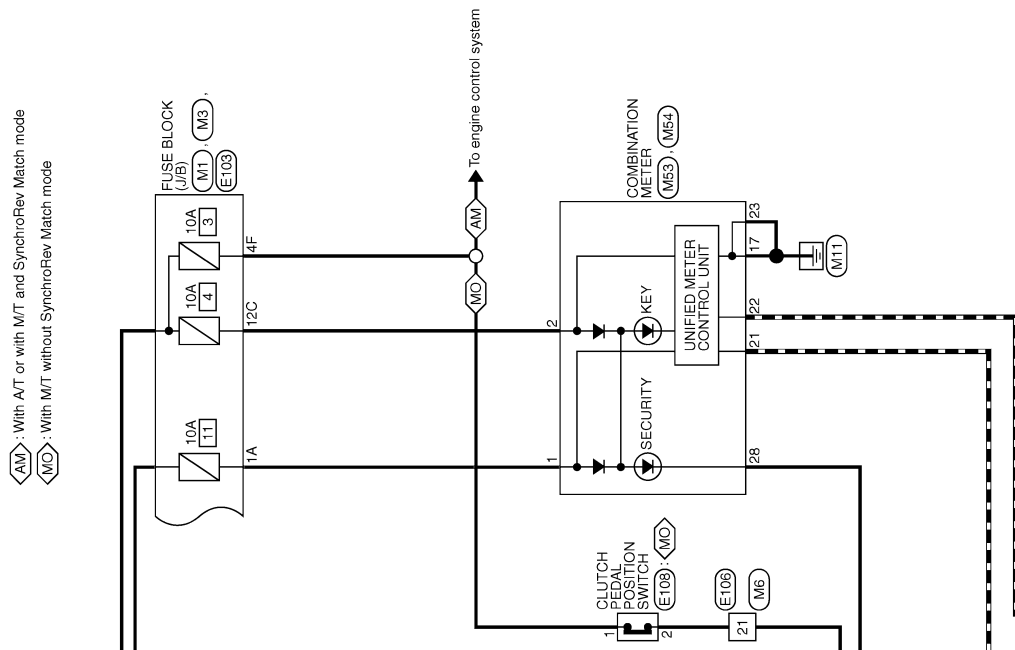 AM : With A/T or with M/T and SynchroRev Match mode
MO : With M/T without SynchroRev Match mode
FUSE BLOCK
(J/B)
M1 , M3 ,
E103
10A
3
4F
10A
4
12C
10A
11
1A
To engine control system
AM
MO
COMBINATION
METER
M53 , M54
2
1
KEY
SECURITY
UNIFIED METER
CONTROL UNIT
23
17
22
21
28
M11
CLUTCH
PEDAL
POSITION
SWITCH
E108 : MO
1
2
E106
M6
21